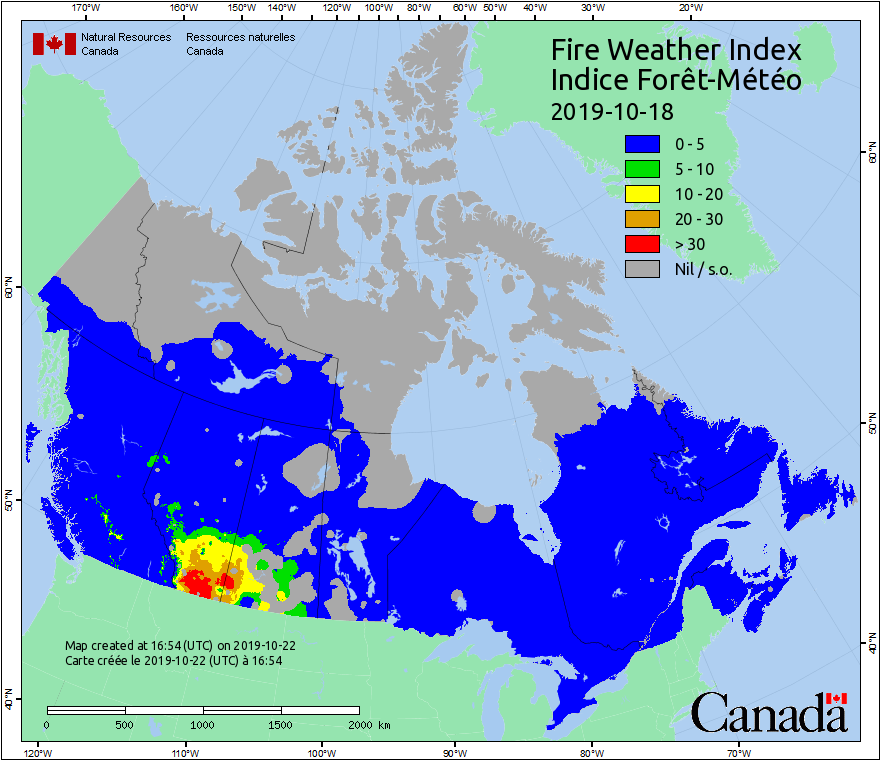 170°W 160°W 150°W 140°W 130°W 120°W 110°W 100°W 90°W 80°W 60°W 50°W 40°W 30°W 20°W
Natural Resources Canada
Ressources naturelles Canada
Fire Weather Index
Indice Forêt-Météo
2019-10-18
0 - 5
5 - 10
10 - 20
20 - 30
> 30
Nil / s.o.
60°N
60°N
50°N
50°N
40°N
40°N
Map created at 16:54 (UTC) on 2019-10-22
Carte créée le 2019-10-22 (UTC) à 16:54
0 500 1000 1500 2000 km
Canada
120°W 110°W 100°W 90°W 80°W 70°W